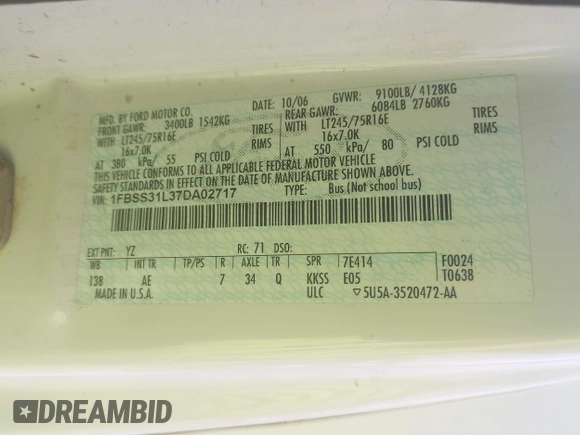 MFD. BY FORD MOTOR CO.
DATE: 10/06 GVWR: 9100LB/ 4128KG
FRONT GAWR: 3400LB 1542KG
REAR GAWR: 6084LB 2760KG
WITH LT245/75R16E TIRES
WITH LT245/75R16E TIRES
16x7.0K RIMS
16x7.0K RIMS
AT 380 kPa/ 55 PSI COLD
AT 550 kPa/ 80 PSI COLD
THIS VEHICLE CONFORMS TO ALL APPLICABLE FEDERAL MOTOR VEHICLE
SAFETY STANDARDS IN EFFECT ON THE DATE OF MANUFACTURE SHOWN ABOVE.
VIN: 1FBSS31L37DA02717
TYPE: Bus (Not school bus)
EXT PNT: YZ RC: 71 DSO:
WB INT TR TP/PS R AXLE TR SPR 7E414 F0024
138 AE 7 34 Q KKSS E05 T0638
MADE IN U.S.A. ULC ▽5U5A-3520472-AA
DREAMBID